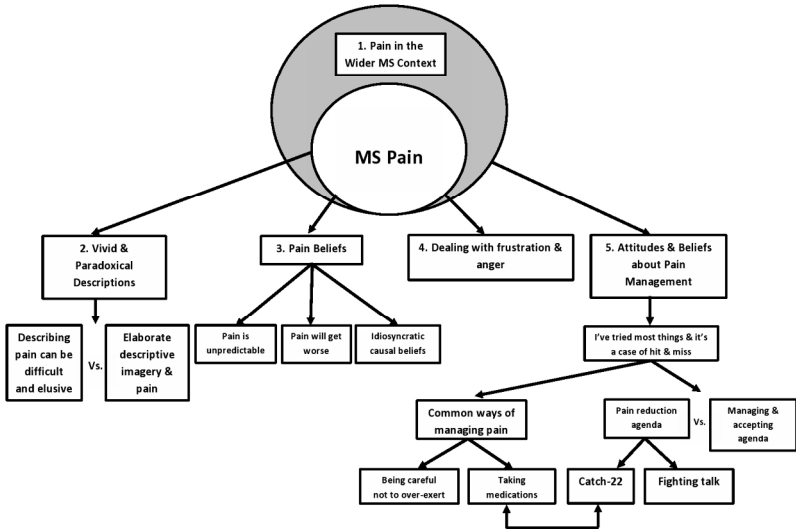 1. Pain in the
Wider MS Context
MS Pain
2. Vivid &
Paradoxical
Descriptions
3. Pain Beliefs
4. Dealing with frustration &
anger
5. Attitudes & Beliefs
about Pain
Management
Describing
pain can be
difficult
and elusive
Vs.
Elaborate
descriptive
imagery &
pain
Pain is
unpredictable
Pain will get
worse
Idiosyncratic
causal beliefs
I've tried most things & it's
a case of hit & miss
Common ways of
managing pain
Pain reduction
agenda
Vs.
Managing &
accepting
agenda
Being careful
not to over-exert
Taking
medications
Catch-22
Fighting talk